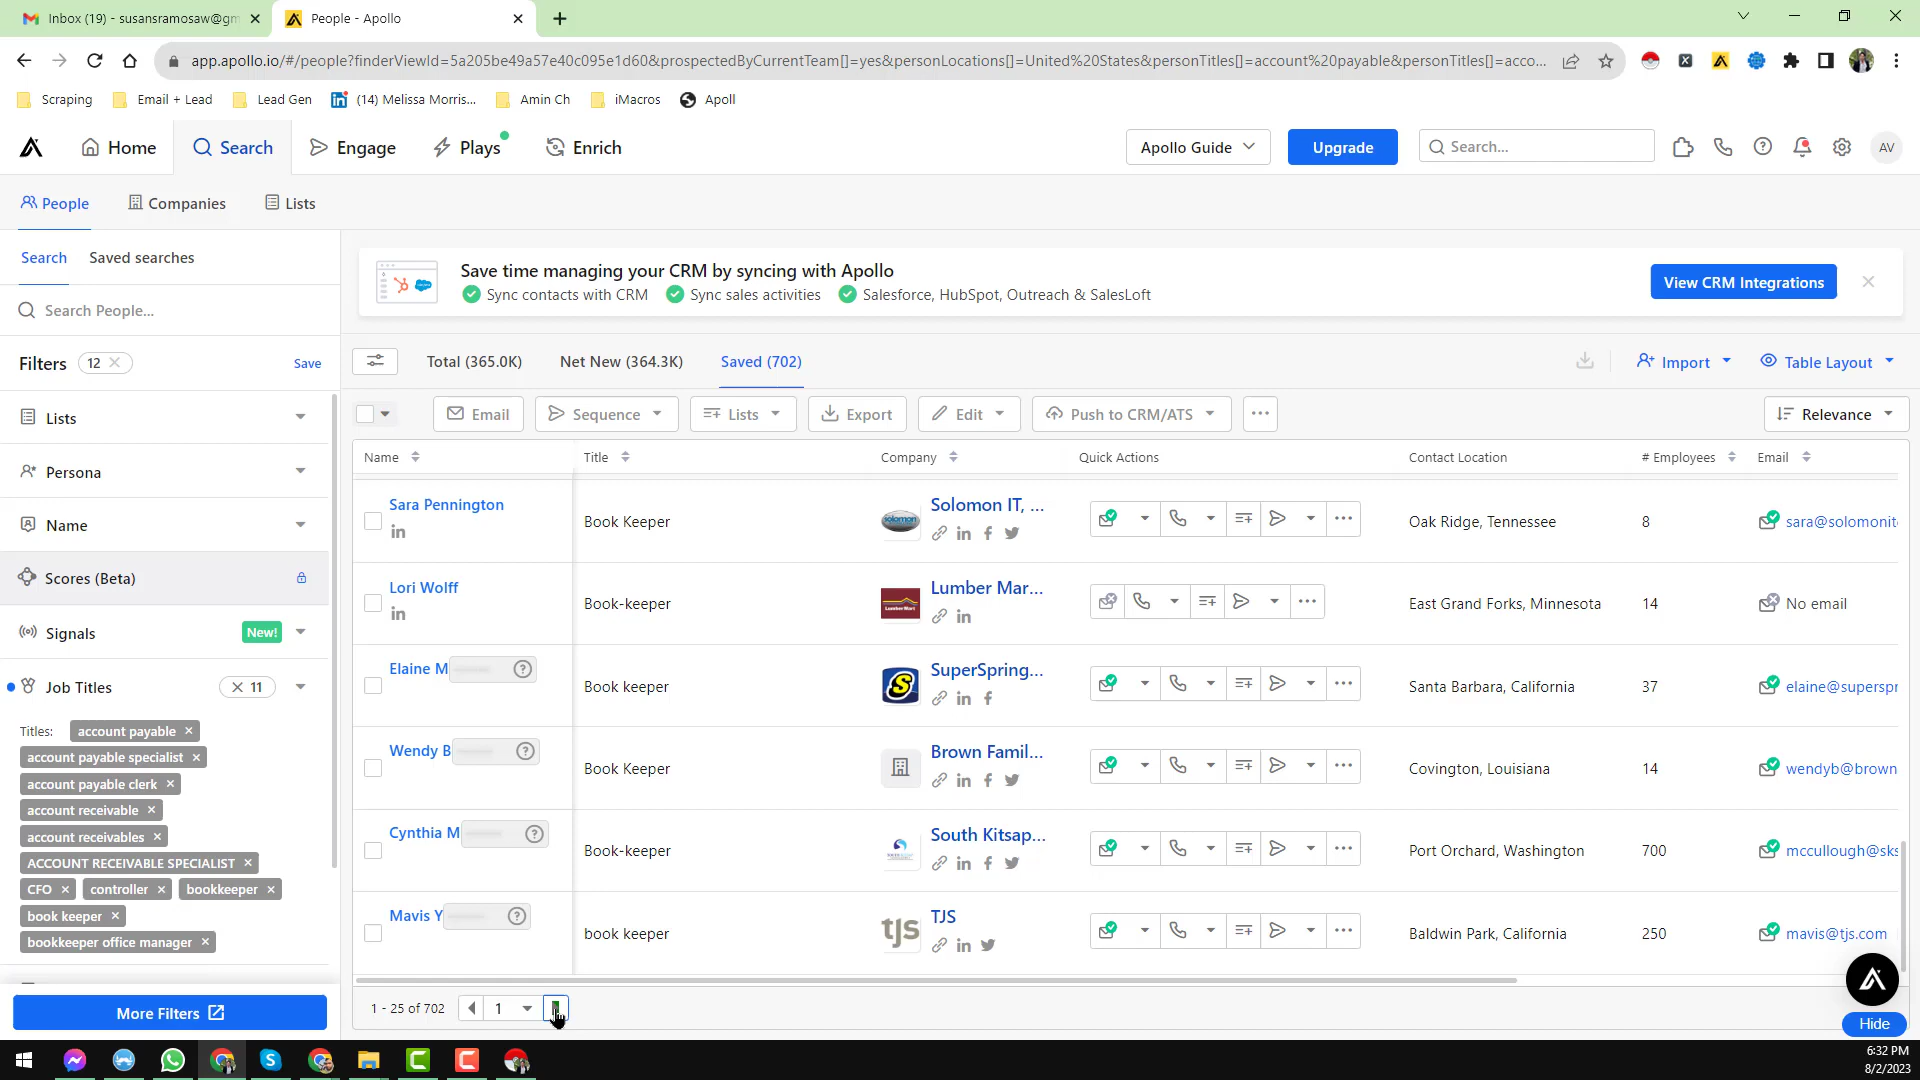 Inbox (19) - susansramosaw@gm
People - Apollo
app.apollo.io/#/people?finderViewId=5a205be49a57e40c095e1d60&prospectedByCurrentTeam[]=yes&personLocations[]=United%20States&personTitles[]=account%20payable&personTitles[]=acco...
Scraping
Email + Lead
Lead Gen
(14) Melissa Morris...
Amin Ch
iMacros
Apoll
Home
Search
Engage
Plays
Enrich
Apollo Guide
Upgrade
Search...
AV
People
Companies
Lists
Search
Saved searches
Search People...
Filters 12
Save
Lists
Persona
Name
Scores (Beta)
Signals
New!
Job Titles
11
Titles: account payable
account payable specialist
account payable clerk
account receivable
account receivables
ACCOUNT RECEIVABLE SPECIALIST
CFO controller bookkeeper
book keeper
bookkeeper office manager
More Filters
Save time managing your CRM by syncing with Apollo
Sync contacts with CRM Sync sales activities Salesforce, HubSpot, Outreach & SalesLoft
View CRM Integrations
Total (365.0K)
Net New (364.3K)
Saved (702)
Import
Table Layout
Email
Sequence
Lists
Export
Edit
Push to CRM/ATS
Relevance
Name Title Company Quick Actions Contact Location # Employees Email
Sara Pennington Book Keeper Solomon IT, ... Oak Ridge, Tennessee 8 sara@solomonit
solomon
Lori Wolff Book-keeper Lumber Mar... East Grand Forks, Minnesota 14 No email
Lumber Mart
Elaine M Book keeper SuperSpring... Santa Barbara, California 37 elaine@superspr
Wendy B Book Keeper Brown Famil... Covington, Louisiana 14 wendyb@brown
Cynthia M Book-keeper South Kitsap... Port Orchard, Washington 700 mccullough@sks
Mavis Y book keeper TJS Baldwin Park, California 250 mavis@tjs.com
tjs
1 - 25 of 702
1
Hide
6:32 PM
8/2/2023